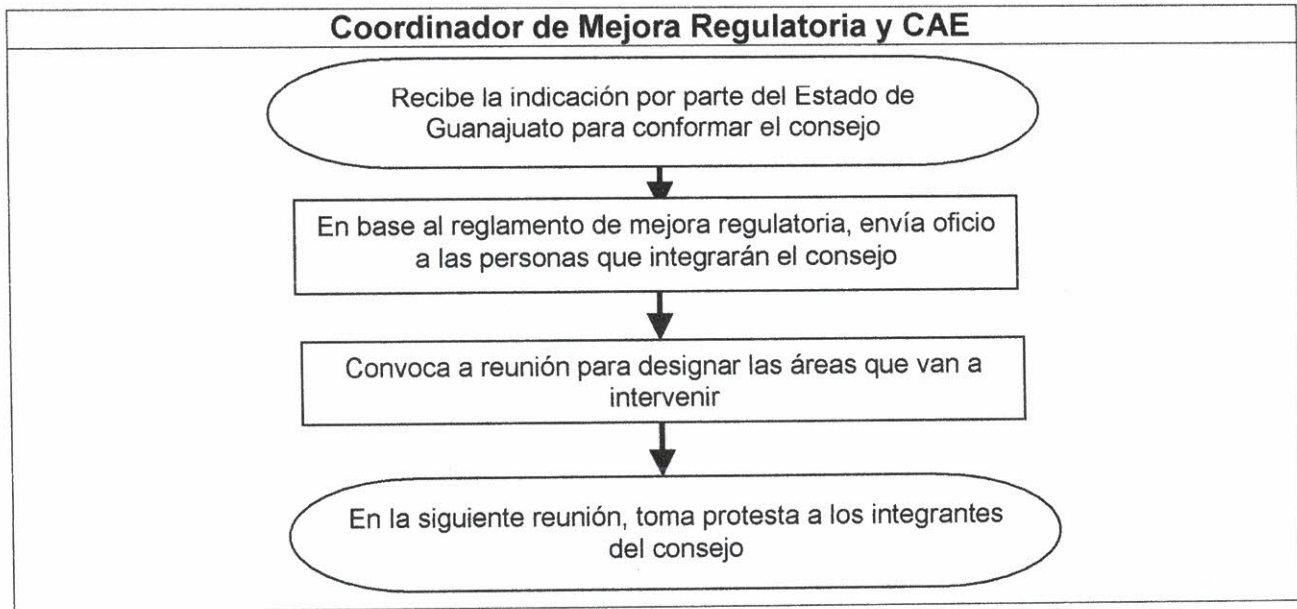 Coordinador de Mejora Regulatoria y CAE
Recibe la indicación por parte del Estado de
Guanajuato para conformar el consejo
En base al reglamento de mejora regulatoria, envía oficio
a las personas que integrarán el consejo
Convoca a reunión para designar las áreas que van a
intervenir
En la siguiente reunión, toma protesta a los integrantes
del consejo